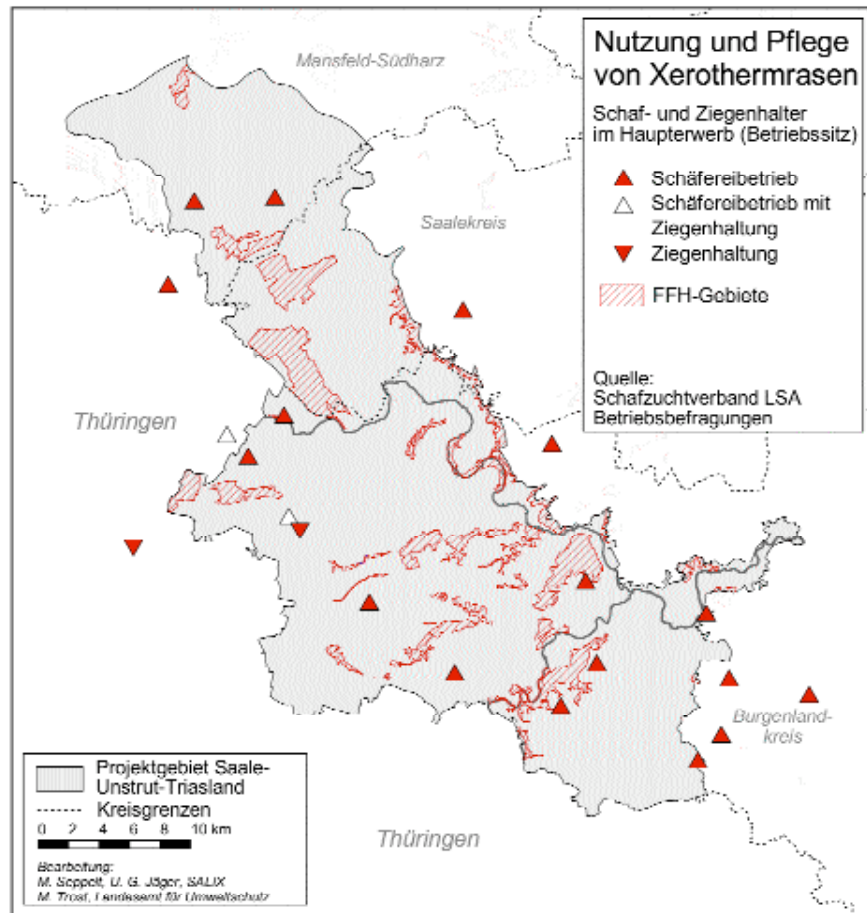 Mansfeld-Südharz
Nutzung und Pflege
von Xerothermrasen
Schaf- und Ziegenhalter
im Haupterwerb (Betriebssitz)
Schäfereibetrieb
Schäfereibetrieb mit
Ziegenhaltung
Ziegenhaltung
FFH-Gebiete
Quelle:
Schafzuchtverband LSA
Betriebsbefragungen
Saalekreis
Thüringen
Burgenland-
kreis
Thüringen
Projektgebiet Saale-
Unstrut-Triasland
Kreisgrenzen
0 2 4 6 8 10 km
Bearbeitung:
M. Seppelt, U. G. Jäger, SALIX
M. Trost, Landesamt für Umweltschutz